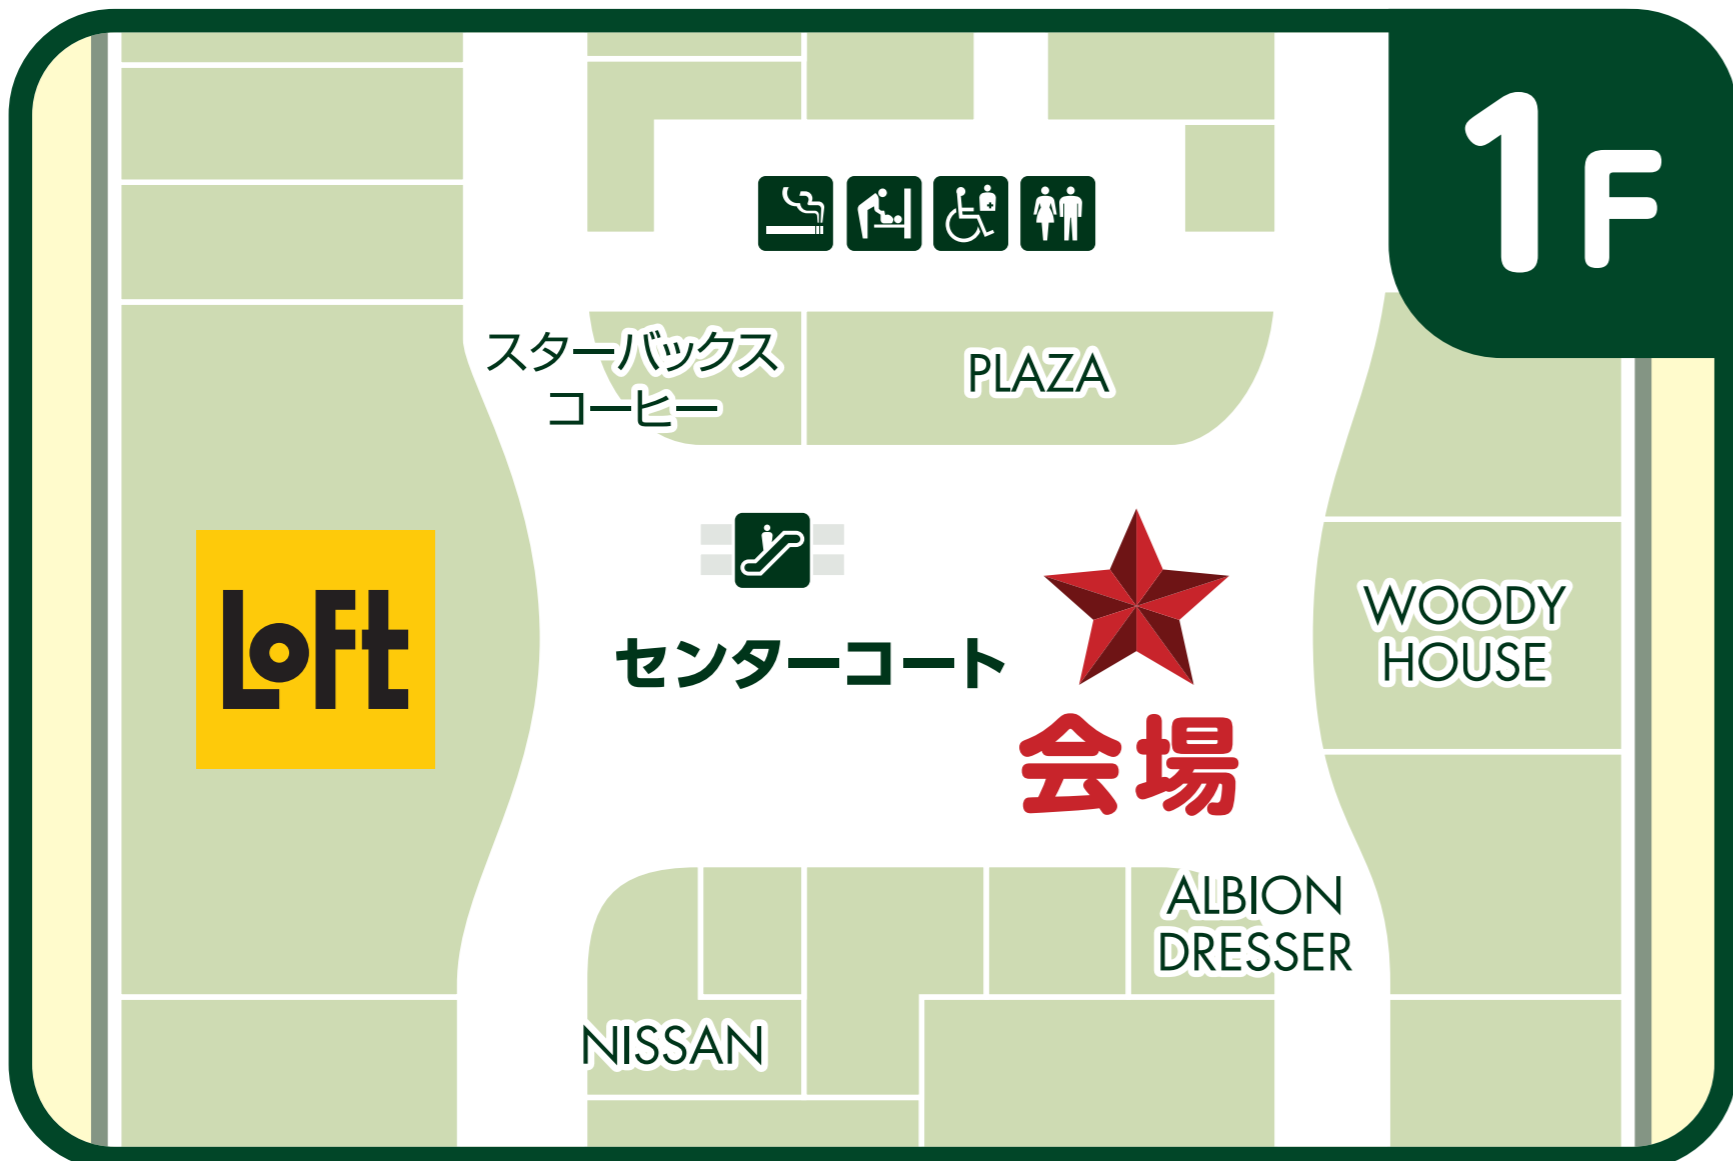 1F
スターバックス
コーヒー
PLAZA
LOFT
センターコート
会場
WOODY
HOUSE
ALBION
DRESSER
NISSAN